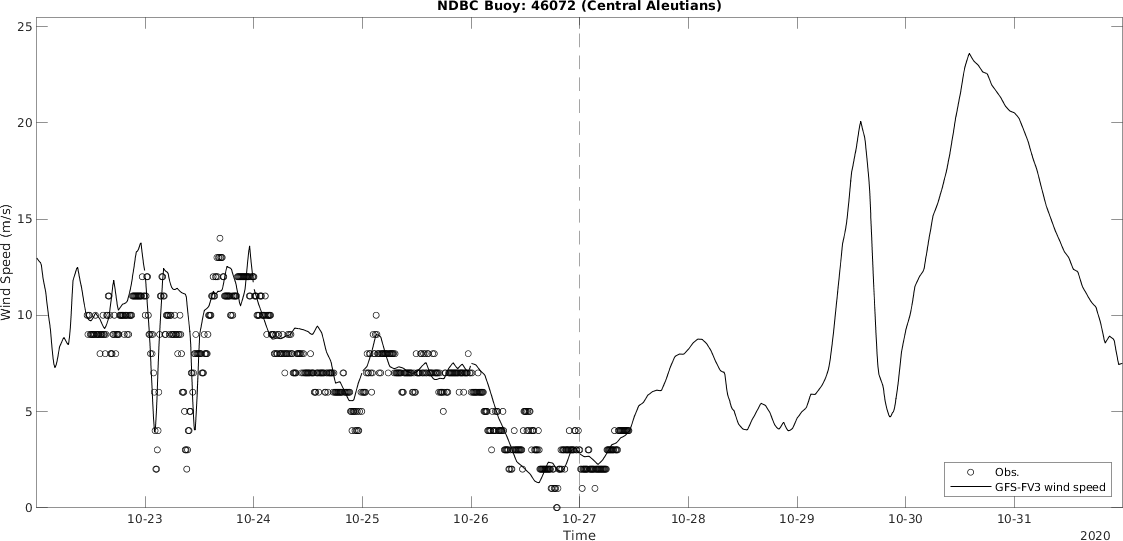 NDBC Buoy: 46072 (Central Aleutians)
25
20
15
10
5
0
Wind Speed (m/s)
10-23 10-24 10-25 10-26 10-27 10-28 10-29 10-30 10-31
Time
2020
Obs.
GFS-FV3 wind speed